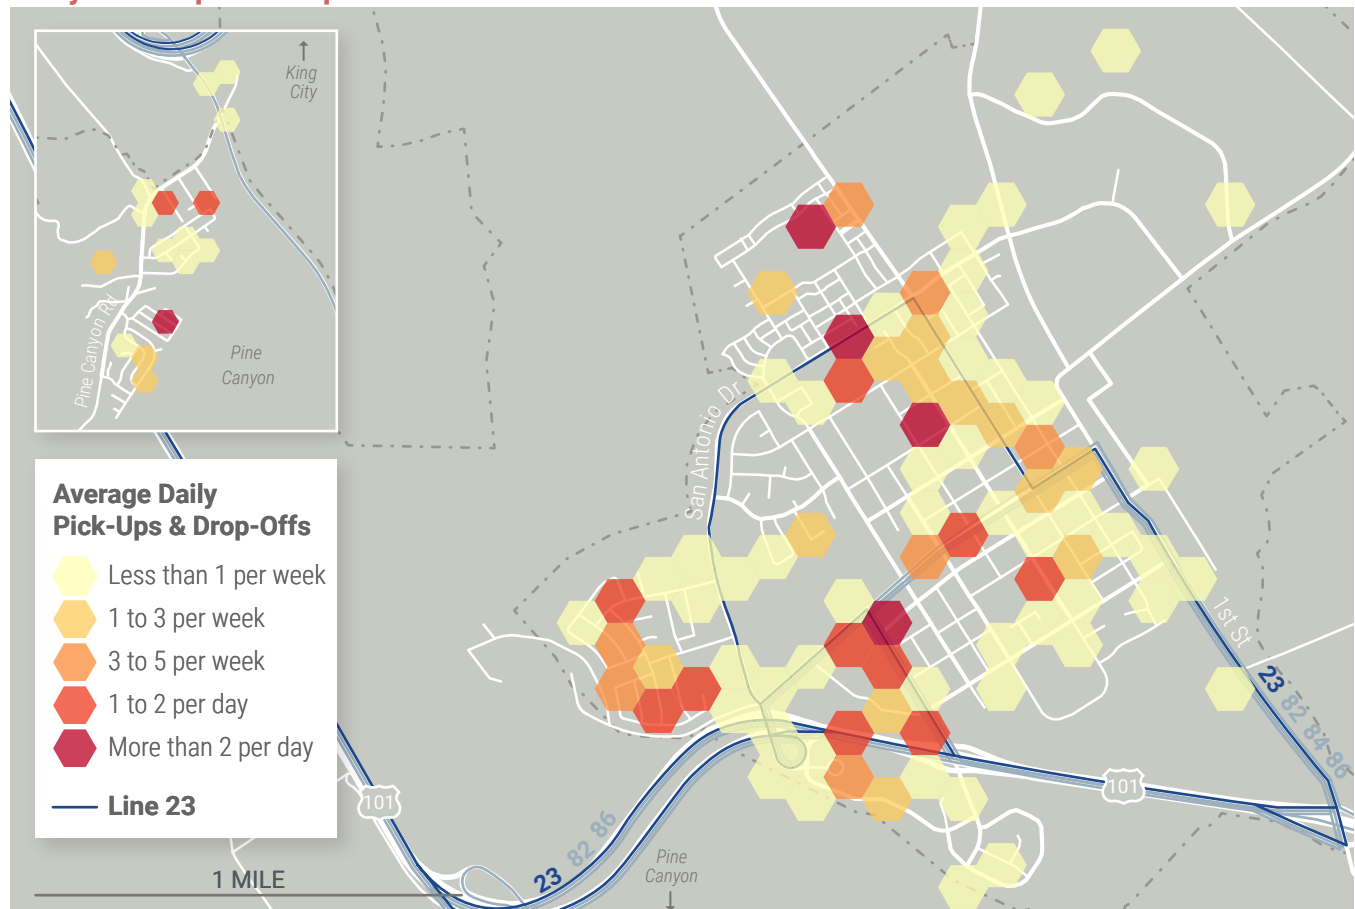 King
City
Pine Canyon Rd
Pine
Canyon
Average Daily
Pick-Ups & Drop-Offs
Less than 1 per week
1 to 3 per week
3 to 5 per week
1 to 2 per day
More than 2 per day
Line 23
1 MILE
San Antonio Dr
1st St
23 82 84 86
101
101
23 82 86
Pine
Canyon